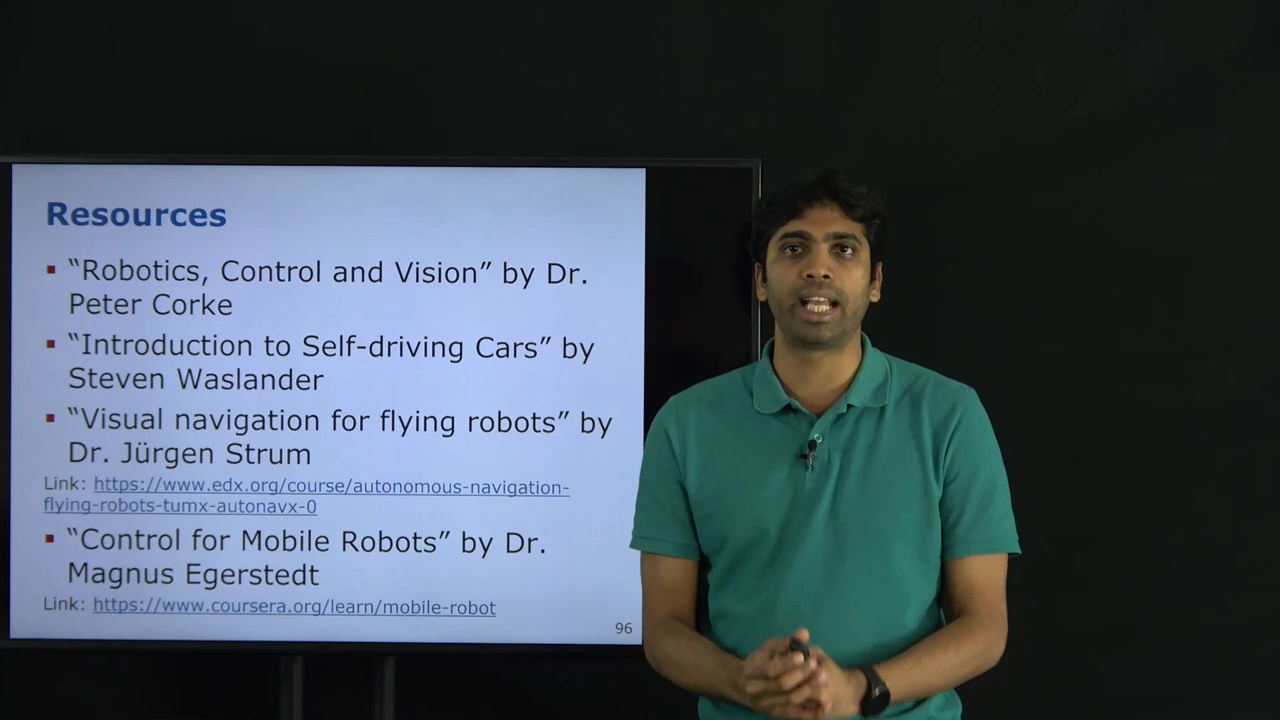 Resources
▪ “Robotics, Control and Vision” by Dr.
Peter Corke
▪ “Introduction to Self-driving Cars” by
Steven Waslander
▪ “Visual navigation for flying robots” by
Dr. Jürgen Strum
Link: https://www.edx.org/course/autonomous-navigation-
flying-robots-tumx-autonavx-0
▪ “Control for Mobile Robots” by Dr.
Magnus Egerstedt
Link: https://www.coursera.org/learn/mobile-robot
96